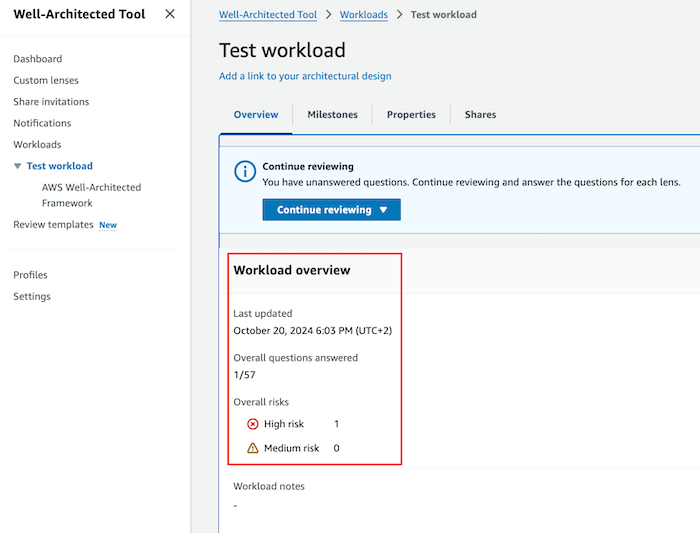 Well-Architected Tool
Dashboard
Custom lenses
Share invitations
Notifications
Workloads
Test workload
AWS Well-Architected
Framework
Review templates New
Profiles
Settings
Well-Architected Tool > Workloads > Test workload
Test workload
Add a link to your architectural design
Overview Milestones Properties Shares
Continue reviewing
You have unanswered questions. Continue reviewing and answer the questions for each lens.
Continue reviewing
Workload overview
Last updated
October 20, 2024 6:03 PM (UTC+2)
Overall questions answered
1/57
Overall risks
High risk 1
Medium risk 0
Workload notes
-